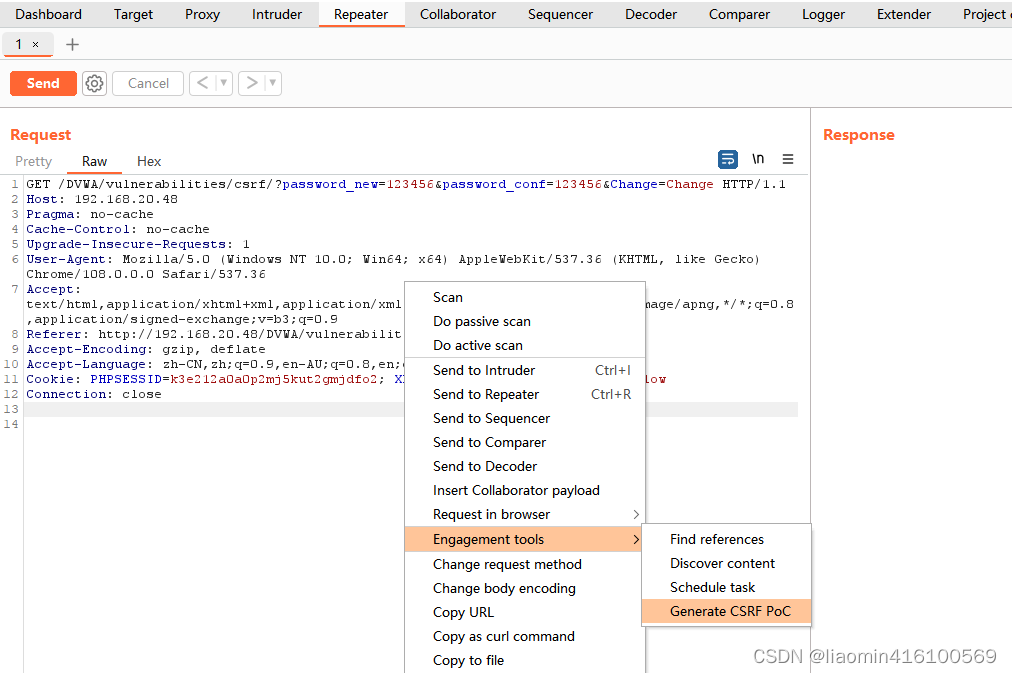 Dashboard Target Proxy Intruder Repeater Collaborator Sequencer Decoder Comparer Logger Extender Project
1 × +
Send Cancel < ▼ > ▼
Request
Pretty Raw Hex \n ≡
1 GET /DVWA/vulnerabilities/csrf/?password_new=123456&password_conf=123456&Change=Change HTTP/1.1
2 Host: 192.168.20.48
3 Pragma: no-cache
4 Cache-Control: no-cache
5 Upgrade-Insecure-Requests: 1
6 User-Agent: Mozilla/5.0 (Windows NT 10.0; Win64; x64) AppleWebKit/537.36 (KHTML, like Gecko)
Chrome/108.0.0.0 Safari/537.36
7 Accept:
text/html,application/xhtml+xml,application/xml mage/apng,*/*;q=0.8
,application/signed-exchange;v=b3;q=0.9
8 Referer: http://192.168.20.48/DVWA/vulnerabilit
9 Accept-Encoding: gzip, deflate
10 Accept-Language: zh-CN,zh;q=0.9,en-AU;q=0.8,en;
11 Cookie: PHPSESSID=k3e212a0a0p2mj5kut2gmjdfo2; low
12 Connection: close
13
14
Scan
Do passive scan
Do active scan
Send to Intruder Ctrl+I
Send to Repeater Ctrl+R
Send to Sequencer
Send to Comparer
Send to Decoder
Insert Collaborator payload
Request in browser >
Engagement tools >
Change request method
Change body encoding
Copy URL
Copy as curl command
Copy to file
Find references
Discover content
Schedule task
Generate CSRF PoC
Response
CSDN @liaomin416100569